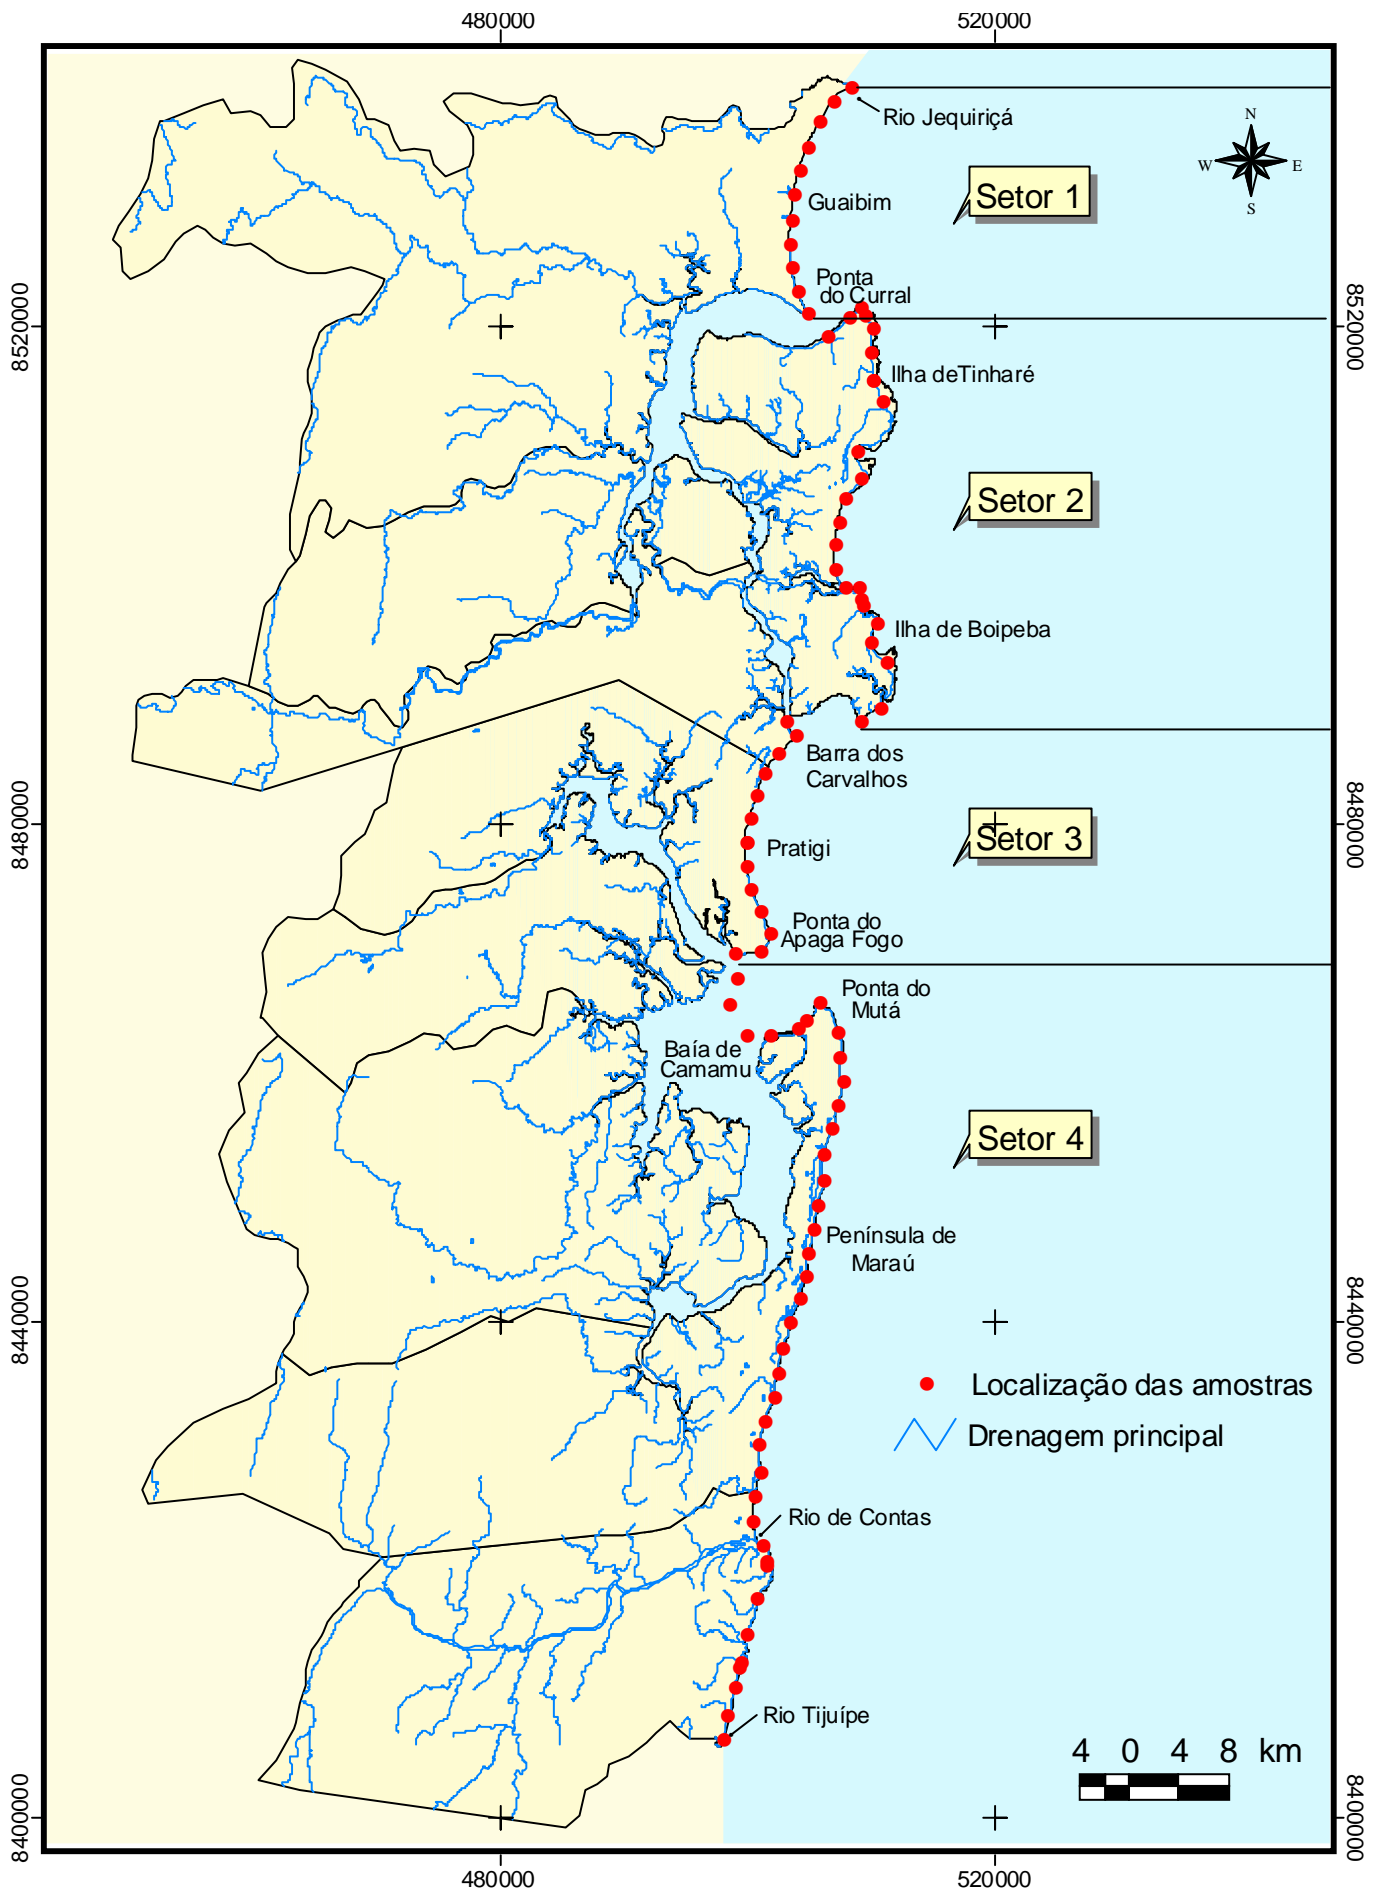 480000
520000
Rio Jequiriçá
N
W
E
S
Setor 1
Guaibim
Ponta
do Curral
8520000
8520000
Ilha deTinharé
Setor 2
Ilha de Boipeba
Barra dos
Carvalhos
8480000
8480000
Setor 3
Pratigi
Ponta do
Apaga Fogo
Ponta do
Mutá
Baía de
Camamu
Setor 4
Península de
Maraú
8440000
8440000
Localização das amostras
Drenagem principal
Rio de Contas
Rio Tijuípe
4 0 4 8 km
8400000
8400000
480000
520000